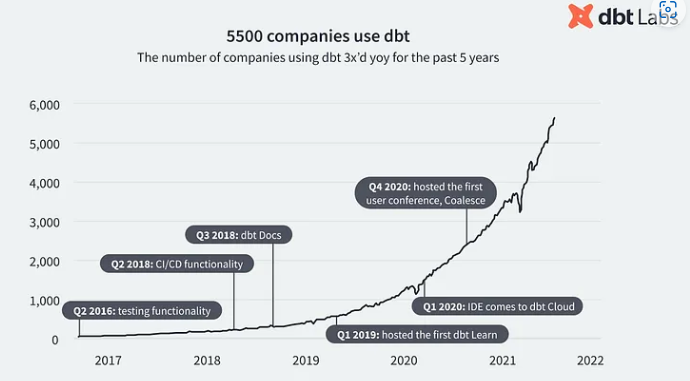 dbt Labs
5500 companies use dbt
The number of companies using dbt 3x'd yoy for the past 5 years
6,000
5,000
4,000
3,000
2,000
1,000
0
Q4 2020: hosted the first
user conference, Coalesce
Q3 2018: dbt Docs
Q2 2018: CI/CD functionality
Q2 2016: testing functionality
Q1 2020: IDE comes to dbt Cloud
Q1 2019: hosted the first dbt Learn
2017
2018
2019
2020
2021
2022